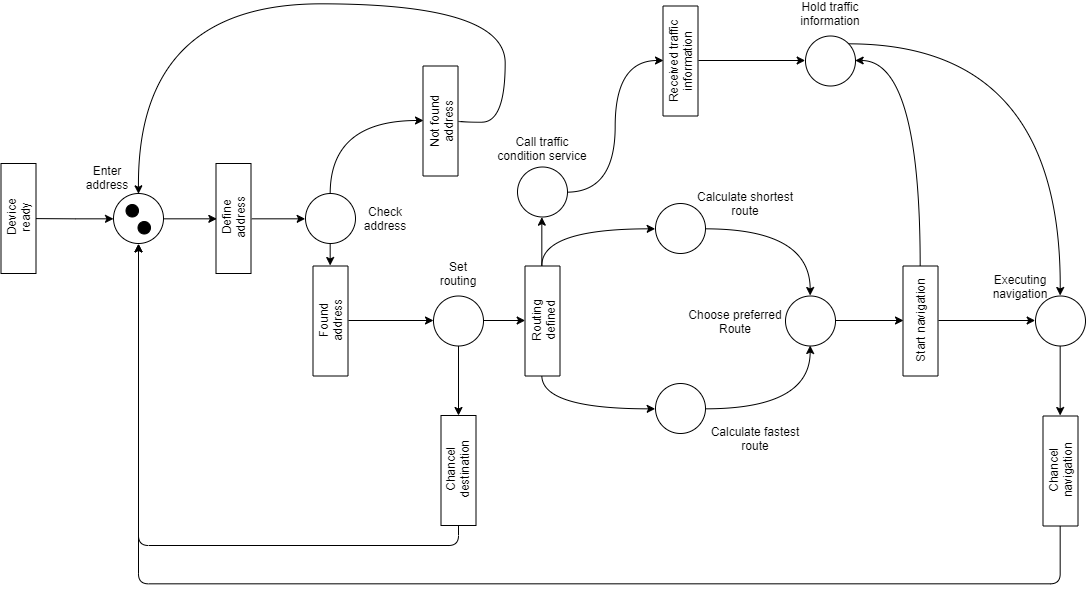 Hold traffic
information
Received traffic
information
Not found
address
Call traffic
condition service
Enter
address
Device
ready
Define
address
Check
address
Calculate shortest
route
Set
routing
Executing
navigation
Found
address
Routing
defined
Choose preferred
Route
Start navigation
Calculate fastest
route
Chancel
destination
Chancel
navigation